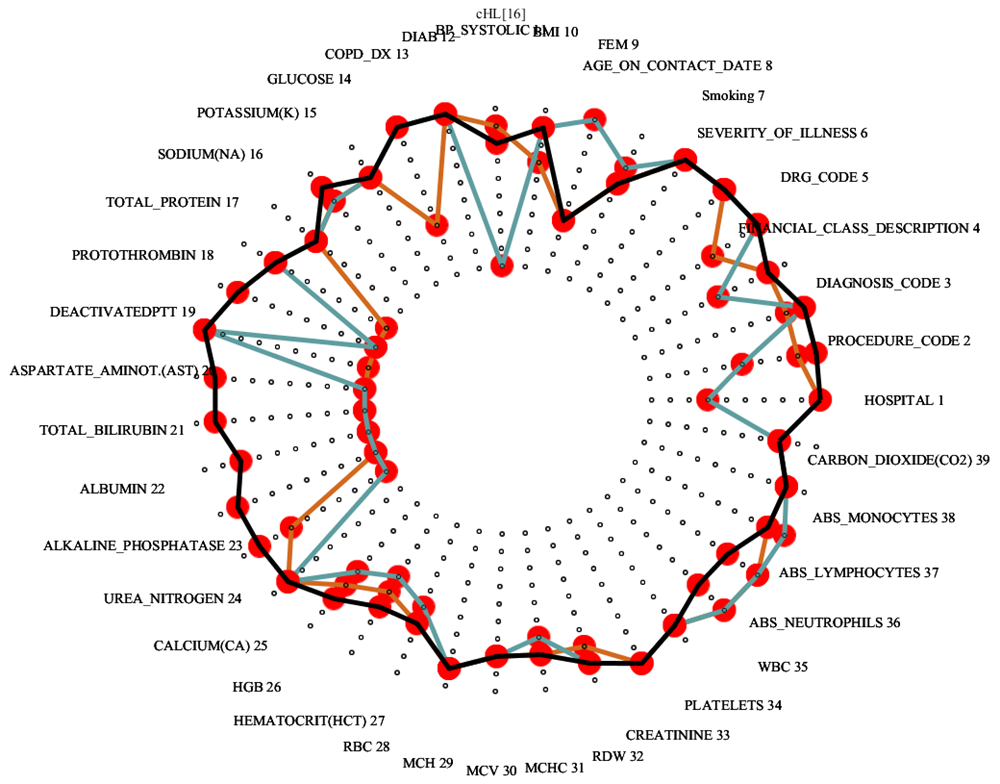 cHL[16]
BP_SYSTOLIC 11
BMI 10
DIAB 12
FEM 9
COPD_DX 13
AGE_ON_CONTACT_DATE 8
GLUCOSE 14
Smoking 7
POTASSIUM(K) 15
SEVERITY_OF_ILLNESS 6
SODIUM(NA) 16
DRG_CODE 5
TOTAL_PROTEIN 17
FINANCIAL_CLASS_DESCRIPTION 4
PROTOTHROMBIN 18
DIAGNOSIS_CODE 3
DEACTIVATEDPTT 19
PROCEDURE_CODE 2
ASPARTATE_AMINOT.(AST) 20
HOSPITAL 1
TOTAL_BILIRUBIN 21
CARBON_DIOXIDE(CO2) 39
ALBUMIN 22
ABS_MONOCYTES 38
ALKALINE_PHOSPHATASE 23
ABS_LYMPHOCYTES 37
UREA_NITROGEN 24
ABS_NEUTROPHILS 36
CALCIUM(CA) 25
WBC 35
HGB 26
PLATELETS 34
HEMATOCRIT(HCT) 27
CREATININE 33
RBC 28
RDW 32
MCH 29
MCHC 31
MCV 30